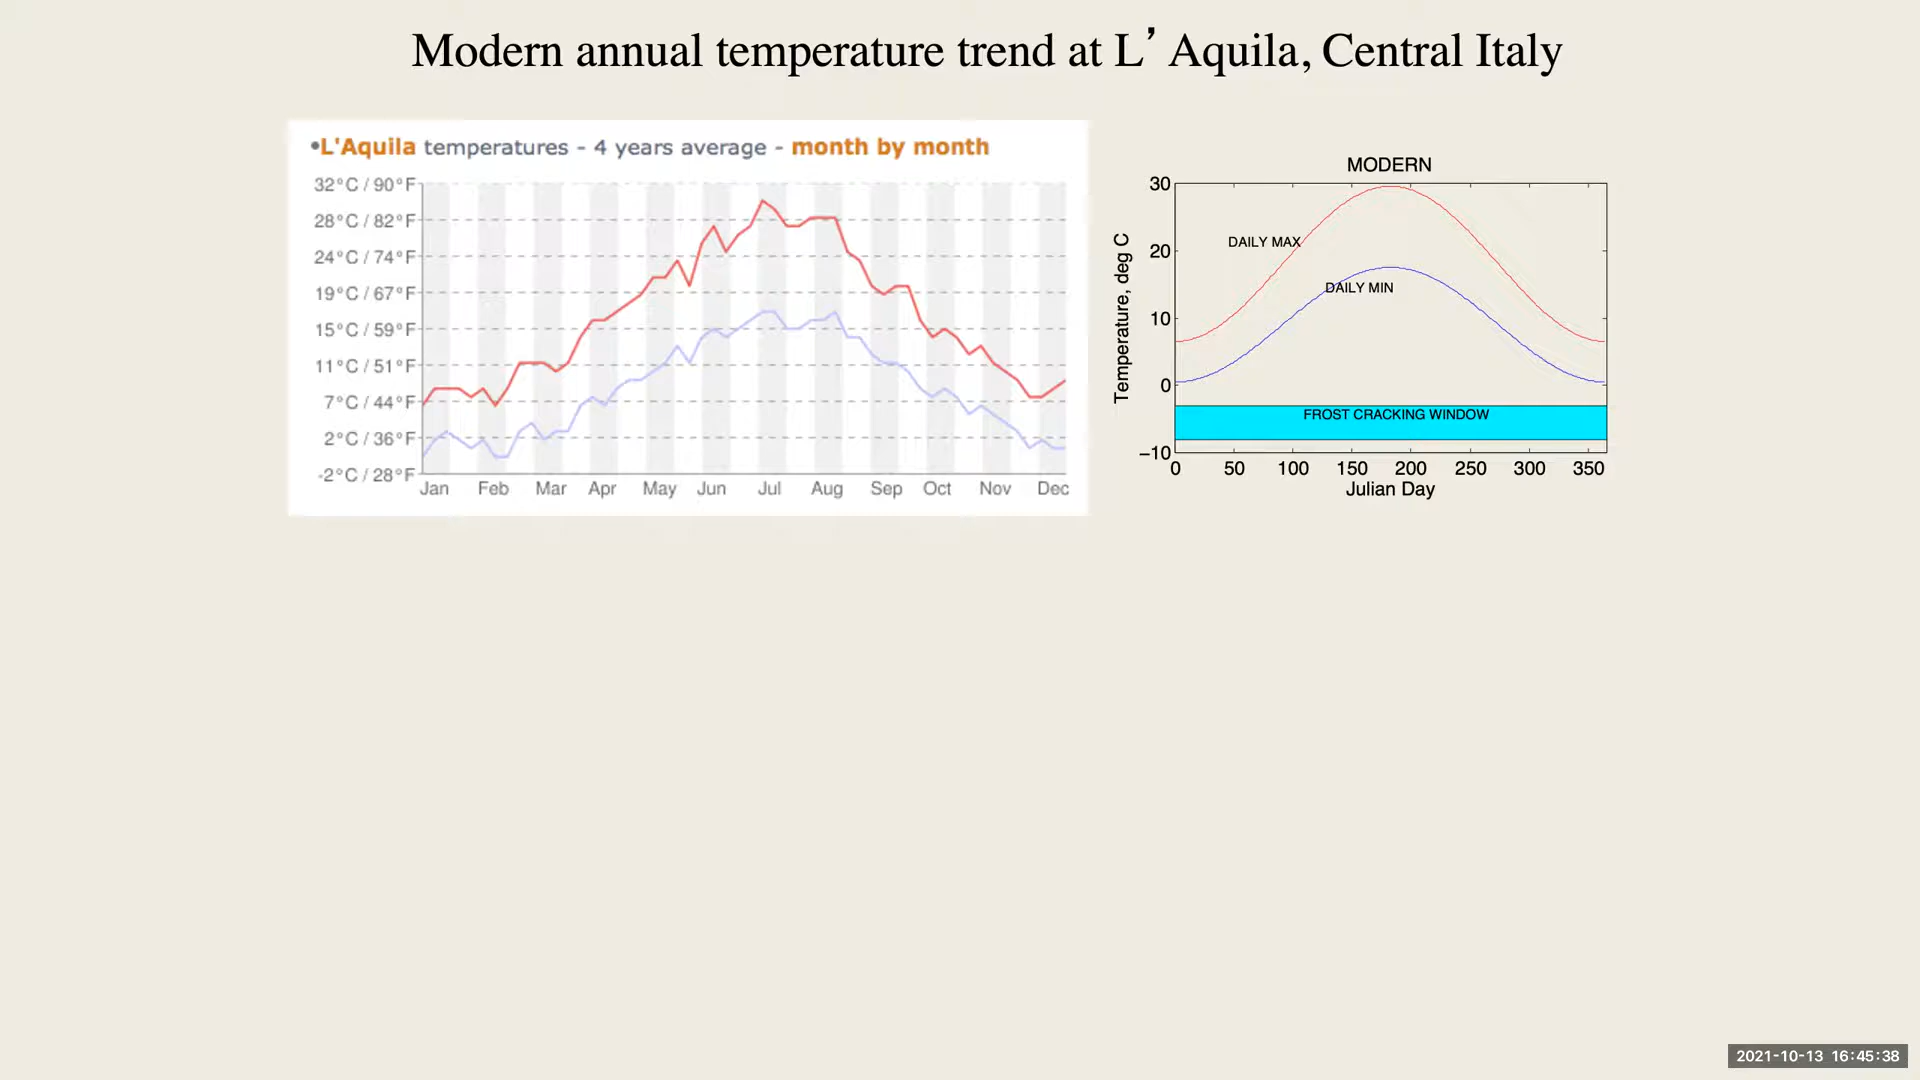 Modern annual temperature trend at L’Aquila, Central Italy
•L'Aquila temperatures - 4 years average - month by month
32°C / 90°F
28°C / 82°F
24°C / 74°F
19°C / 67°F
15°C / 59°F
11°C / 51°F
7°C / 44°F
2°C / 36°F
-2°C / 28°F
Jan Feb Mar Apr May Jun Jul Aug Sep Oct Nov Dec
MODERN
Temperature, deg C
30
20
10
0
−10
DAILY MAX
DAILY MIN
FROST CRACKING WINDOW
0 50 100 150 200 250 300 350
Julian Day
2021-10-13 16:45:38